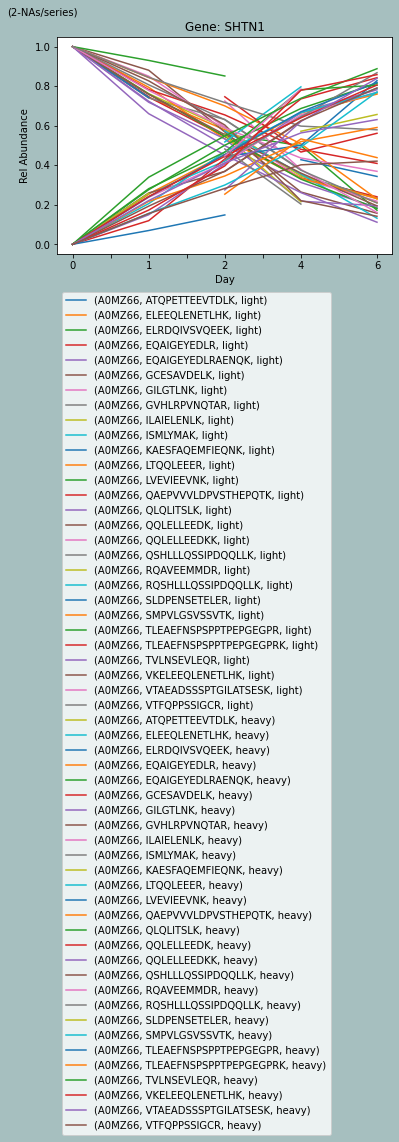 (2-NAs/series)
Gene: SHTN1
1.0
0.8
0.6
0.4
0.2
0.0
Rel Abundance
0 1 2 4 6
Day
(A0MZ66, ATQPETTEEVTDLK, light)
(A0MZ66, ELEEQLENETLHK, light)
(A0MZ66, ELRDQIVSVQEEK, light)
(A0MZ66, EQAIGEYEDLR, light)
(A0MZ66, EQAIGEYEDLRAENQK, light)
(A0MZ66, GCESAVDELK, light)
(A0MZ66, GILGTLNK, light)
(A0MZ66, GVHLRPVNQTAR, light)
(A0MZ66, ILAIELENLK, light)
(A0MZ66, ISMLYMAK, light)
(A0MZ66, KAESFAQEMFIEQNK, light)
(A0MZ66, LTQQLEEER, light)
(A0MZ66, LVEVIEEVNK, light)
(A0MZ66, QAEPVVVLDPVSTHEPQTK, light)
(A0MZ66, QLQLITSLK, light)
(A0MZ66, QQLELLEEDK, light)
(A0MZ66, QQLELLEEDKK, light)
(A0MZ66, QSHLLLQSSIPDQQLLK, light)
(A0MZ66, RQAVEEMMDR, light)
(A0MZ66, RQSHLLLQSSIPDQQLLK, light)
(A0MZ66, SLDPENSETELER, light)
(A0MZ66, SMPVLGSVSSVTK, light)
(A0MZ66, TLEAEFNSPSPPTPEPGEGPR, light)
(A0MZ66, TLEAEFNSPSPPTPEPGEGPRK, light)
(A0MZ66, TVLNSEVLEQR, light)
(A0MZ66, VKELEEQLENETLHK, light)
(A0MZ66, VTAEADSSSPTGILATSESK, light)
(A0MZ66, VTFQPPSSIGCR, light)
(A0MZ66, ATQPETTEEVTDLK, heavy)
(A0MZ66, ELEEQLENETLHK, heavy)
(A0MZ66, ELRDQIVSVQEEK, heavy)
(A0MZ66, EQAIGEYEDLR, heavy)
(A0MZ66, EQAIGEYEDLRAENQK, heavy)
(A0MZ66, GCESAVDELK, heavy)
(A0MZ66, GILGTLNK, heavy)
(A0MZ66, GVHLRPVNQTAR, heavy)
(A0MZ66, ILAIELENLK, heavy)
(A0MZ66, ISMLYMAK, heavy)
(A0MZ66, KAESFAQEMFIEQNK, heavy)
(A0MZ66, LTQQLEEER, heavy)
(A0MZ66, LVEVIEEVNK, heavy)
(A0MZ66, QAEPVVVLDPVSTHEPQTK, heavy)
(A0MZ66, QLQLITSLK, heavy)
(A0MZ66, QQLELLEEDK, heavy)
(A0MZ66, QQLELLEEDKK, heavy)
(A0MZ66, QSHLLLQSSIPDQQLLK, heavy)
(A0MZ66, RQAVEEMMDR, heavy)
(A0MZ66, RQSHLLLQSSIPDQQLLK, heavy)
(A0MZ66, SLDPENSETELER, heavy)
(A0MZ66, SMPVLGSVSSVTK, heavy)
(A0MZ66, TLEAEFNSPSPPTPEPGEGPR, heavy)
(A0MZ66, TLEAEFNSPSPPTPEPGEGPRK, heavy)
(A0MZ66, TVLNSEVLEQR, heavy)
(A0MZ66, VKELEEQLENETLHK, heavy)
(A0MZ66, VTAEADSSSPTGILATSESK, heavy)
(A0MZ66, VTFQPPSSIGCR, heavy)